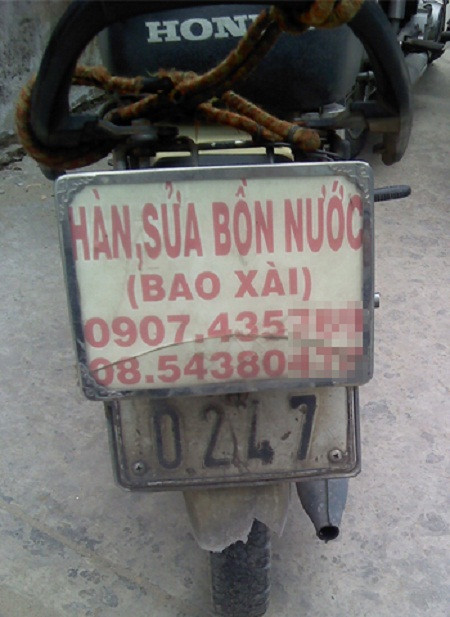 HONDA
HÀN,SỬA BỒN NƯỚC
(BAO XÀI)
0907.435
08.54380
0247